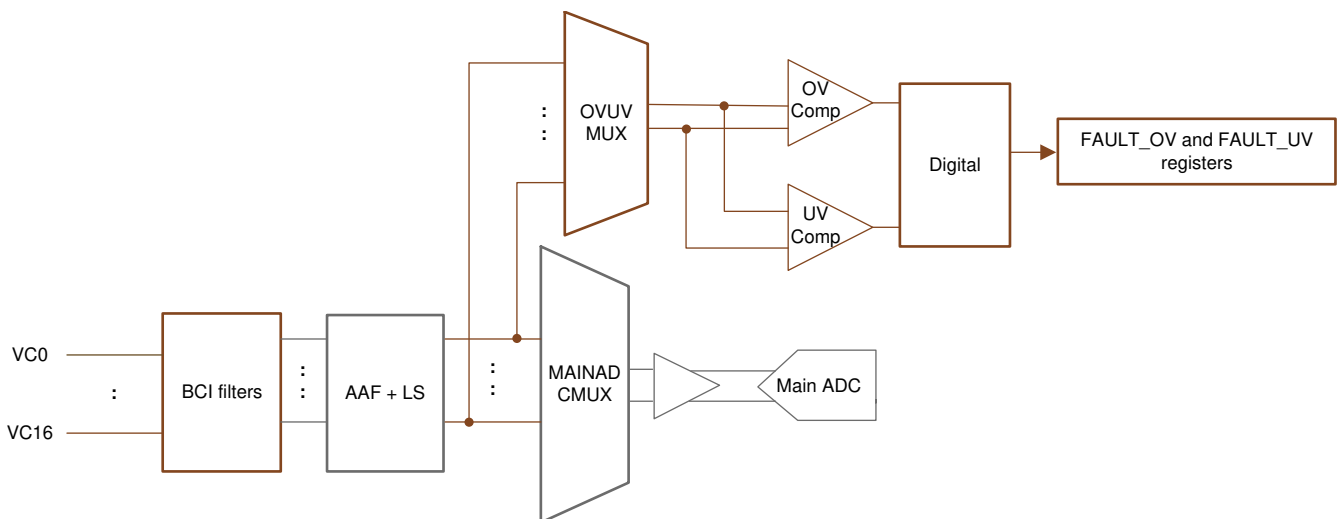 OVUV
MUX
:
:
OV
Comp
UV
Comp
Digital
FAULT_OV and FAULT_UV
registers
VC0
:
VC16
BCI filters
:
:
AAF + LS
:
:
MAINAD
CMUX
Main ADC